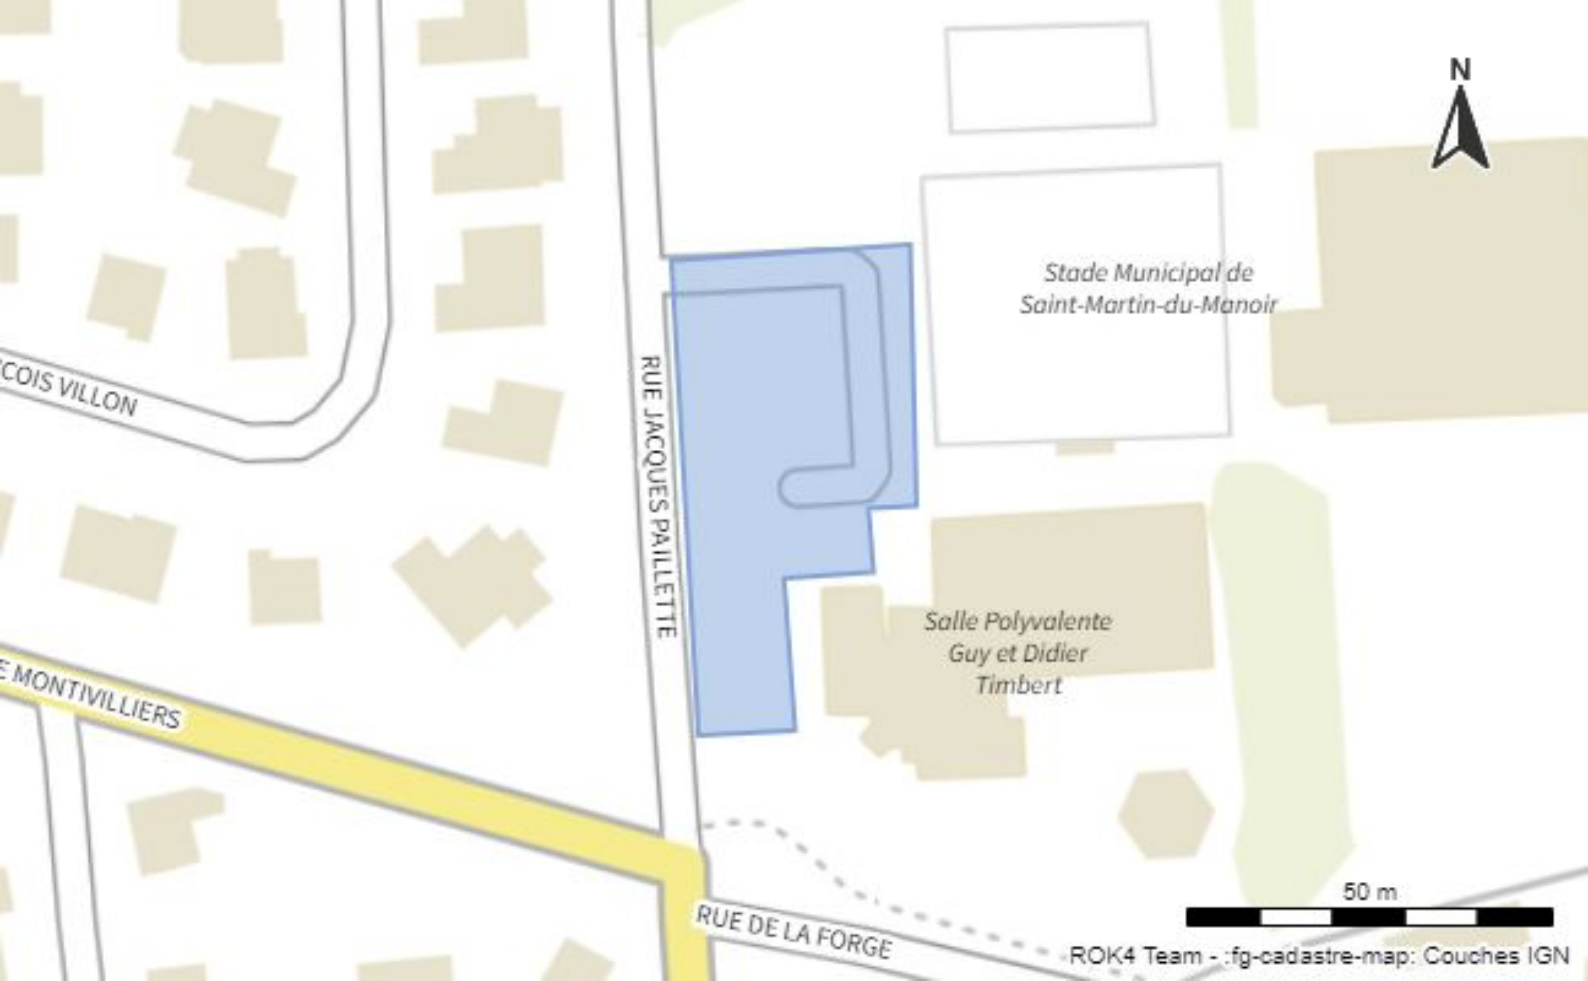 N
Stade Municipal de
Saint-Martin-du-Manoir
COIS VILLON
RUE JACQUES PAILLETTE
Salle Polyvalente
Guy et Didier
Timbert
E MONTIVILLIERS
50 m
RUE DE LA FORGE
ROK4 Team - :fg-cadastre-map: Couches IGN